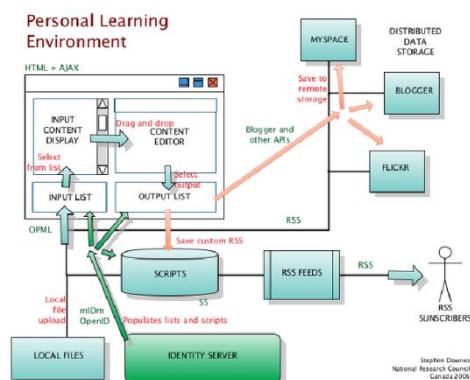 Personal Learning
Environment
HTML + AJAX
MYSPACE
DISTRIBUTED
DATA
STORAGE
Save to
remote
storage
BLOGGER
INPUT
CONTENT
DISPLAY
Drag and drop
CONTENT
EDITOR
Blogger and
other APIs
Select
from list
Select
output
FLICKR
INPUT LIST
OUTPUT LIST
OPML
RSS
Save custom RSS
SCRIPTS
RSS FEEDS
RSS
SS
Local
file
upload
mIDm
OpenID
Populates lists and scripts
RSS
SUNSCRIBERS
LOCAL FILES
IDENTITY SERVER
Stephen Downes
National Research Council
Canada 2006